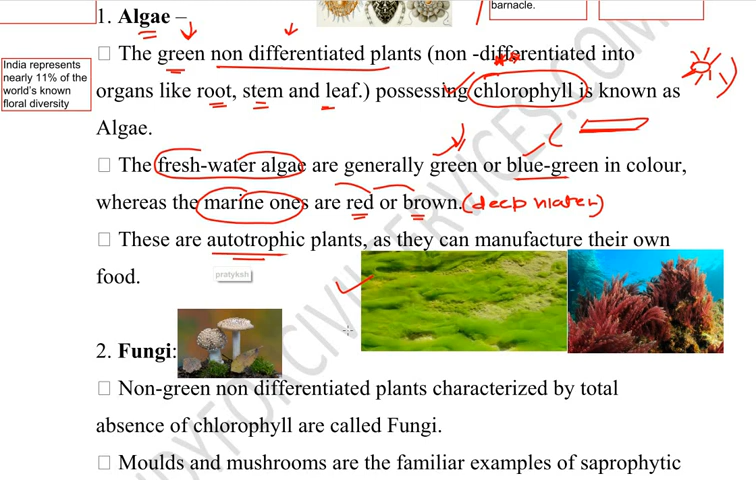 barnacle.
1. Algae –
India represents
nearly 11% of the
world's known
floral diversity
□ The green non differentiated plants (non -differentiated into
organs like root, stem and leaf.) possessing chlorophyll is known as
Algae.
□ The fresh-water algae are generally green or blue-green in colour,
whereas the marine ones are red or brown.(deep water)
□ These are autotrophic plants, as they can manufacture their own
food.
pratyksh
2. Fungi:
□ Non-green non differentiated plants characterized by total
absence of chlorophyll are called Fungi.
□ Moulds and mushrooms are the familiar examples of saprophytic